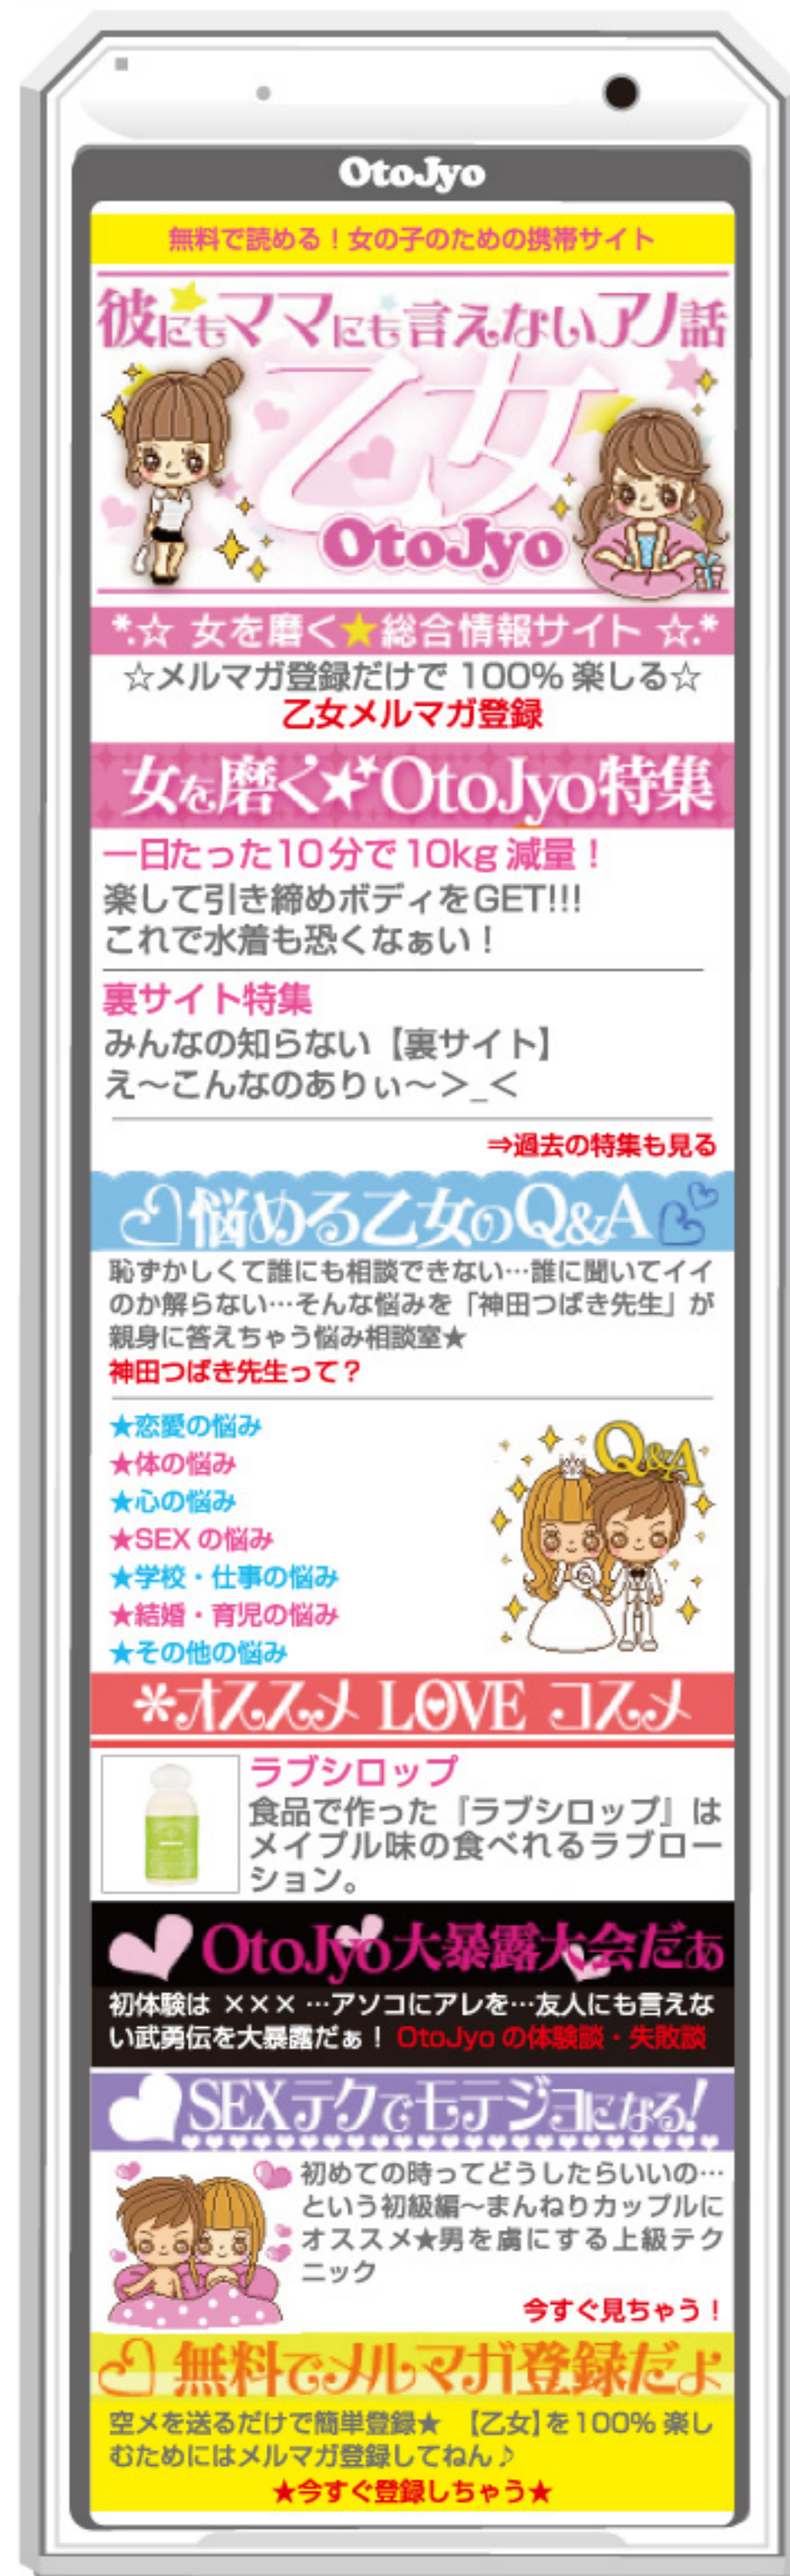 OtoJyo
無料で読める！女の子のための携帯サイト
彼にもママにも言えないアノ話
乙女
OtoJyo
*.☆ 女を磨く★総合情報サイト ☆.*
☆メルマガ登録だけで 100% 楽しる☆
乙女メルマガ登録
女を磨く★OtoJyo特集
一日たった10分で10kg 減量！
楽して引き締めボディをGET!!!
これで水着も恐くなぁい！
裏サイト特集
みんなの知らない【裏サイト】
え〜こんなのありぃ〜＞_＜
⇒過去の特集も見る
悩める乙女のQ&A
恥ずかしくて誰にも相談できない…誰に聞いてイイ
のか解らない…そんな悩みを「神田つばき先生」が
親身に答えちゃう悩み相談室★
神田つばき先生って？
★恋愛の悩み
★体の悩み
★心の悩み
★SEX の悩み
★学校・仕事の悩み
★結婚・育児の悩み
★その他の悩み
Q&A
*オススメ LOVE コスメ
ラブシロップ
食品で作った『ラブシロップ』は
メイプル味の食べれるラブロー
ション。
OtoJyo大暴露大会だぁ
初体験は ××× …アソコにアレを…友人にも言えな
い武勇伝を大暴露だぁ！ OtoJyo の体験談・失敗談
SEXテクでモテジョになる!
初めての時ってどうしたらいいの…
という初級編〜まんねりカップルに
オススメ★男を虜にする上級テク
ニック
今すぐ見ちゃう！
無料でメルマガ登録だよ
空メを送るだけで簡単登録★ 【乙女】を100% 楽し
むためにはメルマガ登録してねん♪
★今すぐ登録しちゃう★